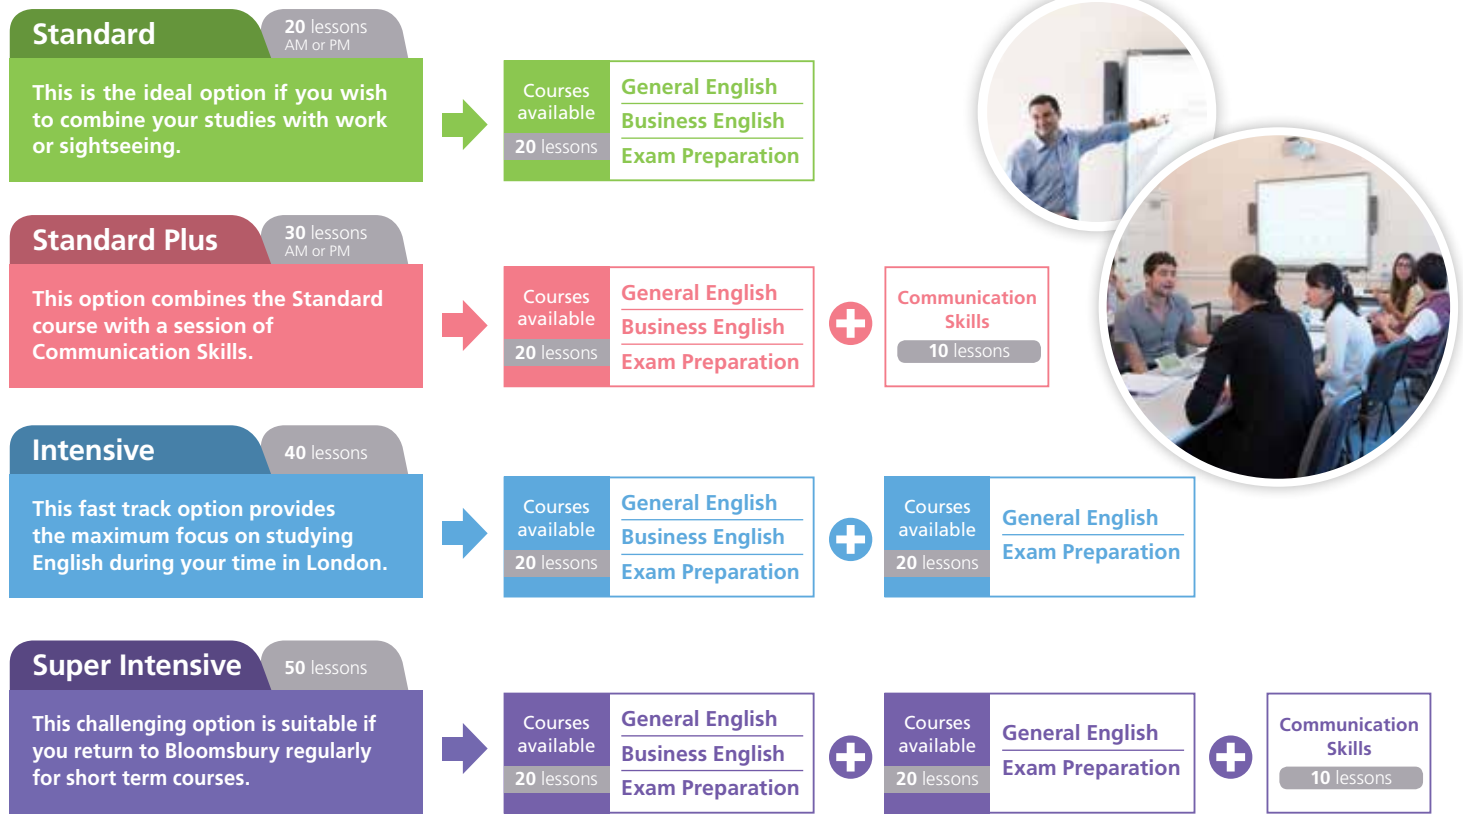 Standard
20 lessons
AM or PM
This is the ideal option if you wish
to combine your studies with work
or sightseeing.
Courses
available
20 lessons
General English
Business English
Exam Preparation
Standard Plus
30 lessons
AM or PM
This option combines the Standard
course with a session of
Communication Skills.
Courses
available
20 lessons
General English
Business English
Exam Preparation
Communication
Skills
10 lessons
Intensive
40 lessons
This fast track option provides
the maximum focus on studying
English during your time in London.
Courses
available
20 lessons
General English
Business English
Exam Preparation
Courses
available
20 lessons
General English
Exam Preparation
Super Intensive
50 lessons
This challenging option is suitable if
you return to Bloomsbury regularly
for short term courses.
Courses
available
20 lessons
General English
Business English
Exam Preparation
Courses
available
20 lessons
General English
Exam Preparation
Communication
Skills
10 lessons